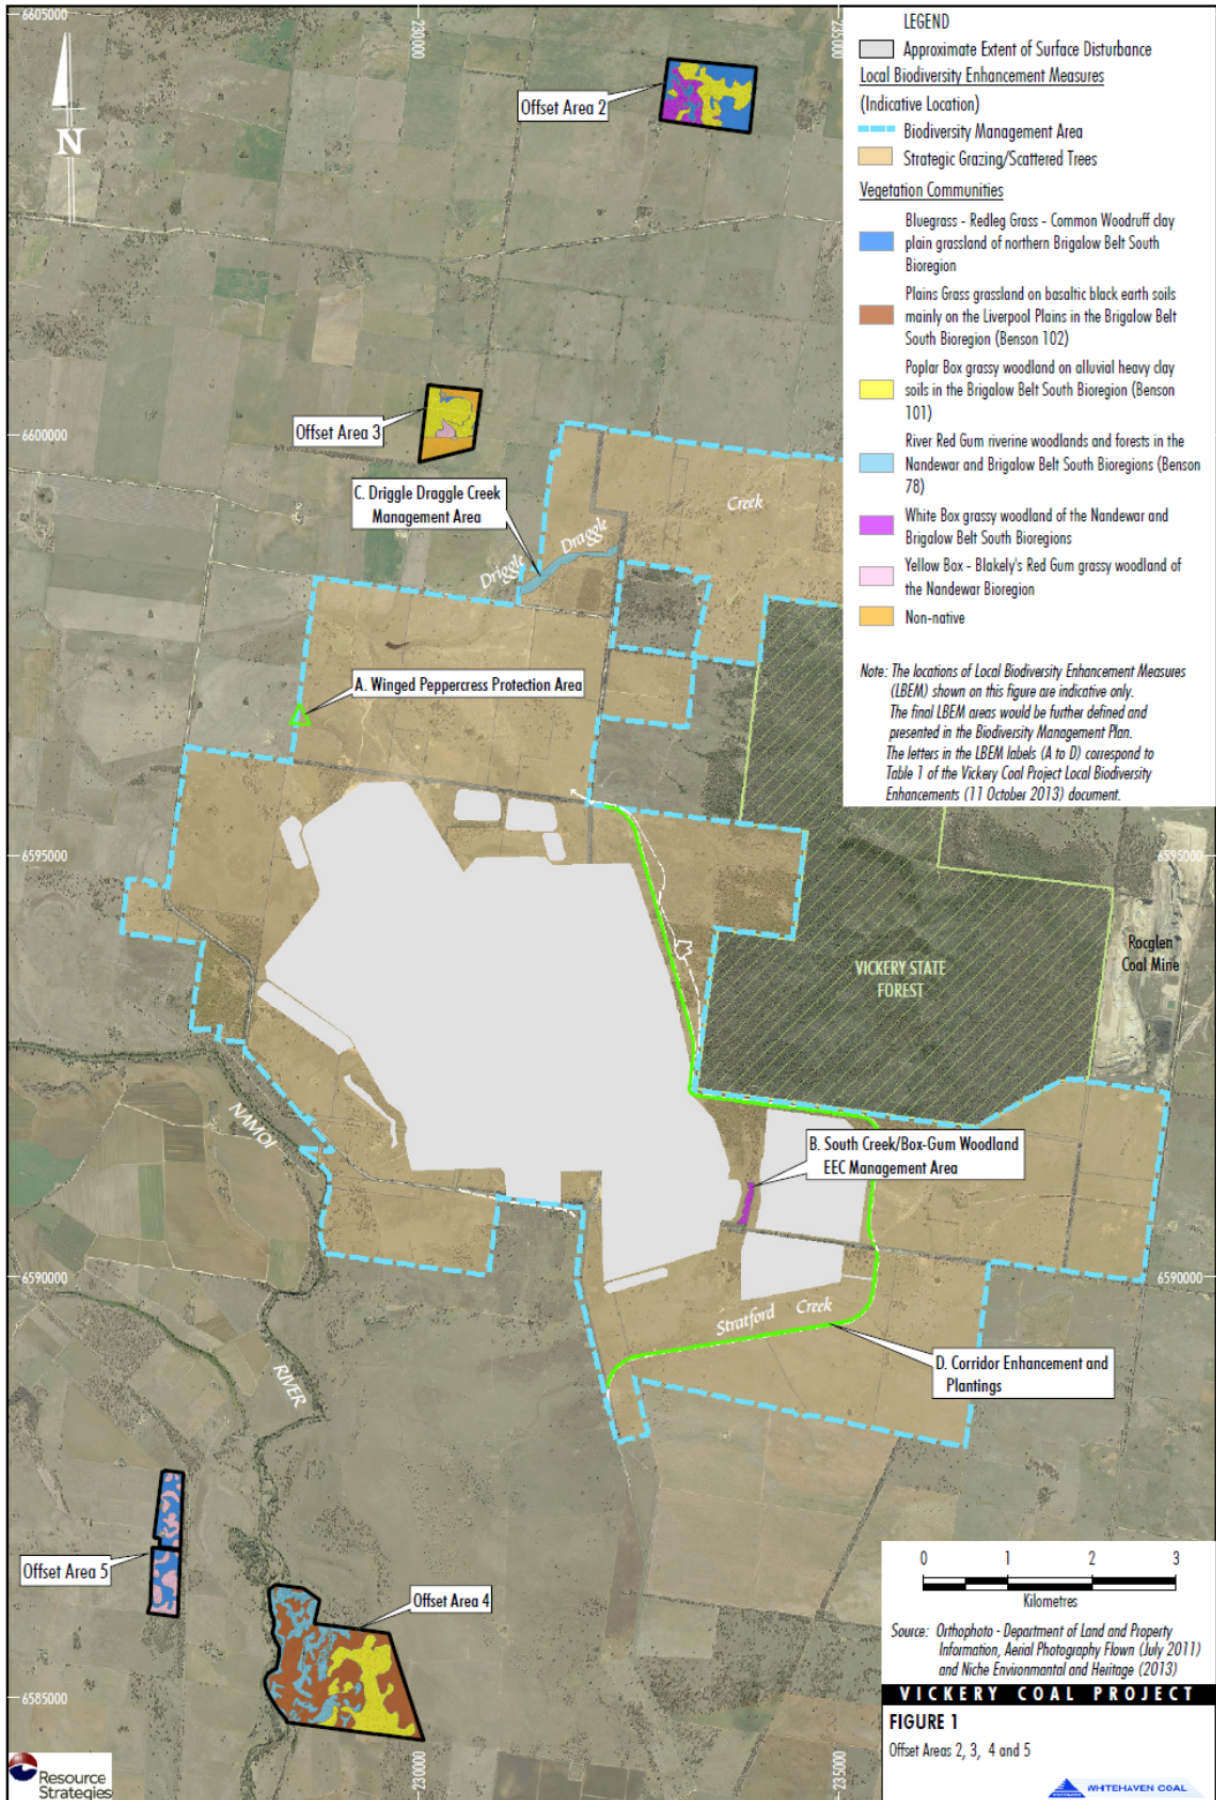 6605000
230000
235000
N
Offset Area 2
LEGEND
Approximate Extent of Surface Disturbance
Local Biodiversity Enhancement Measures
(Indicative Location)
Biodiversity Management Area
Strategic Grazing/Scattered Trees
Vegetation Communities
Bluegrass - Redleg Grass - Common Woodruff clay
plain grassland of northern Brigalow Belt South
Bioregion
Plains Grass grassland on basaltic black earth soils
mainly on the Liverpool Plains in the Brigalow Belt
South Bioregion (Benson 102)
Poplar Box grassy woodland on alluvial heavy clay
soils in the Brigalow Belt South Bioregion (Benson
101)
River Red Gum riverine woodlands and forests in the
Nandewar and Brigalow Belt South Bioregions (Benson
78)
White Box grassy woodland of the Nandewar and
Brigalow Belt South Bioregions
Yellow Box - Blakely's Red Gum grassy woodland of
the Nandewar Bioregion
Non-native
Note: The locations of Local Biodiversity Enhancement Measures
(LBEM) shown on this figure are indicative only.
The final LBEM areas would be further defined and
presented in the Biodiversity Management Plan.
The letters in the LBEM labels (A to D) correspond to
Table 1 of the Vickery Coal Project Local Biodiversity
Enhancements (11 October 2013) document.
Offset Area 3
6600000
C. Driggle Draggle Creek
Management Area
Driggle Draggle Creek
A. Winged Peppercress Protection Area
6595000
6595000
Rocglen
Coal Mine
VICKERY STATE
FOREST
NAMOI
RIVER
B. South Creek/Box-Gum Woodland
EEC Management Area
6590000
6590000
Stratford Creek
D. Corridor Enhancement and
Plantings
Offset Area 5
Offset Area 4
6585000
230000
235000
0 1 2 3
Kilometres
Source: Orthophoto - Department of Land and Property
Information, Aerial Photography Flown (July 2011)
and Niche Environmantal and Heritage (2013)
VICKERY COAL PROJECT
FIGURE 1
Offset Areas 2, 3, 4 and 5
Resource
Strategies
WHITEHAVEN COAL